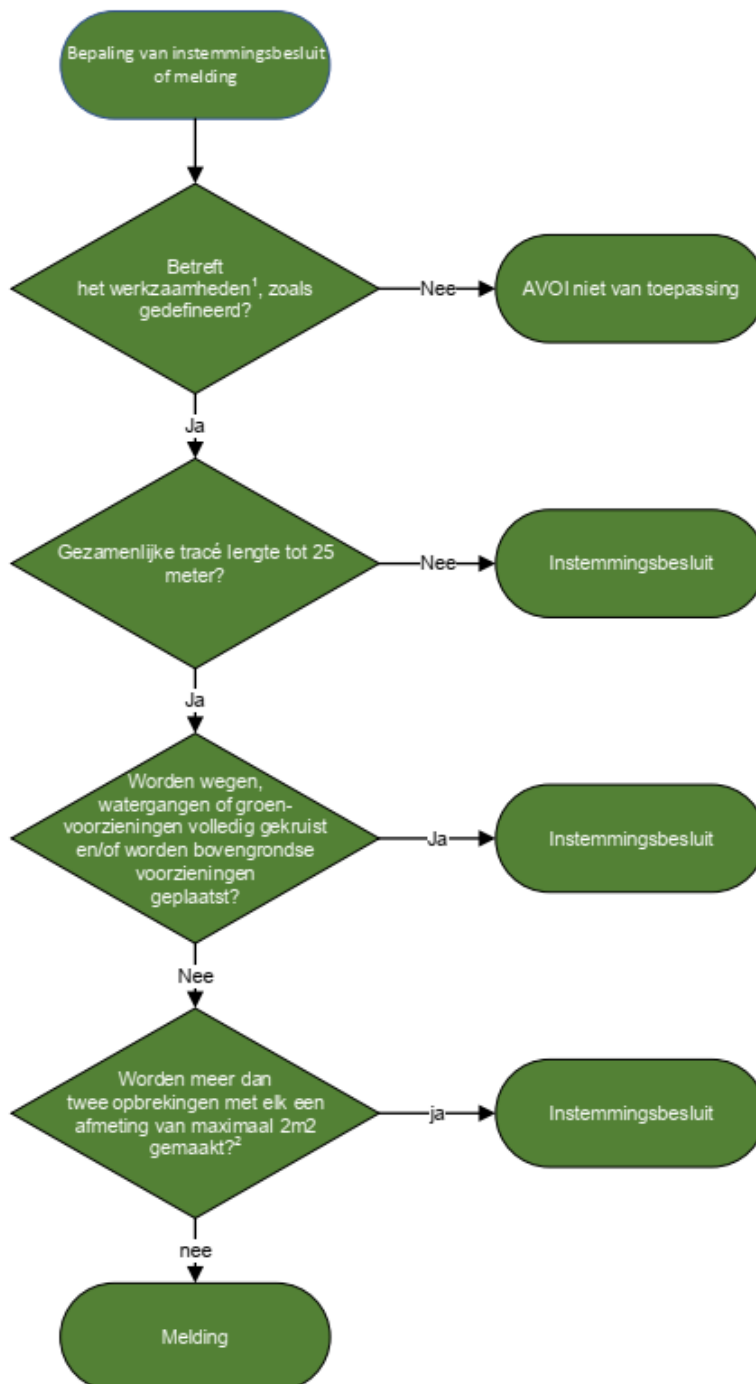 Bepaling van instemmingsbesluit
of melding
Betreft
het werkzaamheden¹, zoals
gedefineerd?
Nee
AVOI niet van toepassing
Ja
Gezamenlijke tracé lengte tot 25
meter?
Nee
Instemmingsbesluit
Ja
Worden wegen,
watergangen of groen-
voorzieningen volledig gekruist
en/of worden bovengrondse
voorzieningen
geplaatst?
Ja
Instemmingsbesluit
Nee
Worden meer dan
twee opbrekingen met elk een
afmeting van maximaal 2m2
gemaakt?²
ja
Instemmingsbesluit
nee
Melding